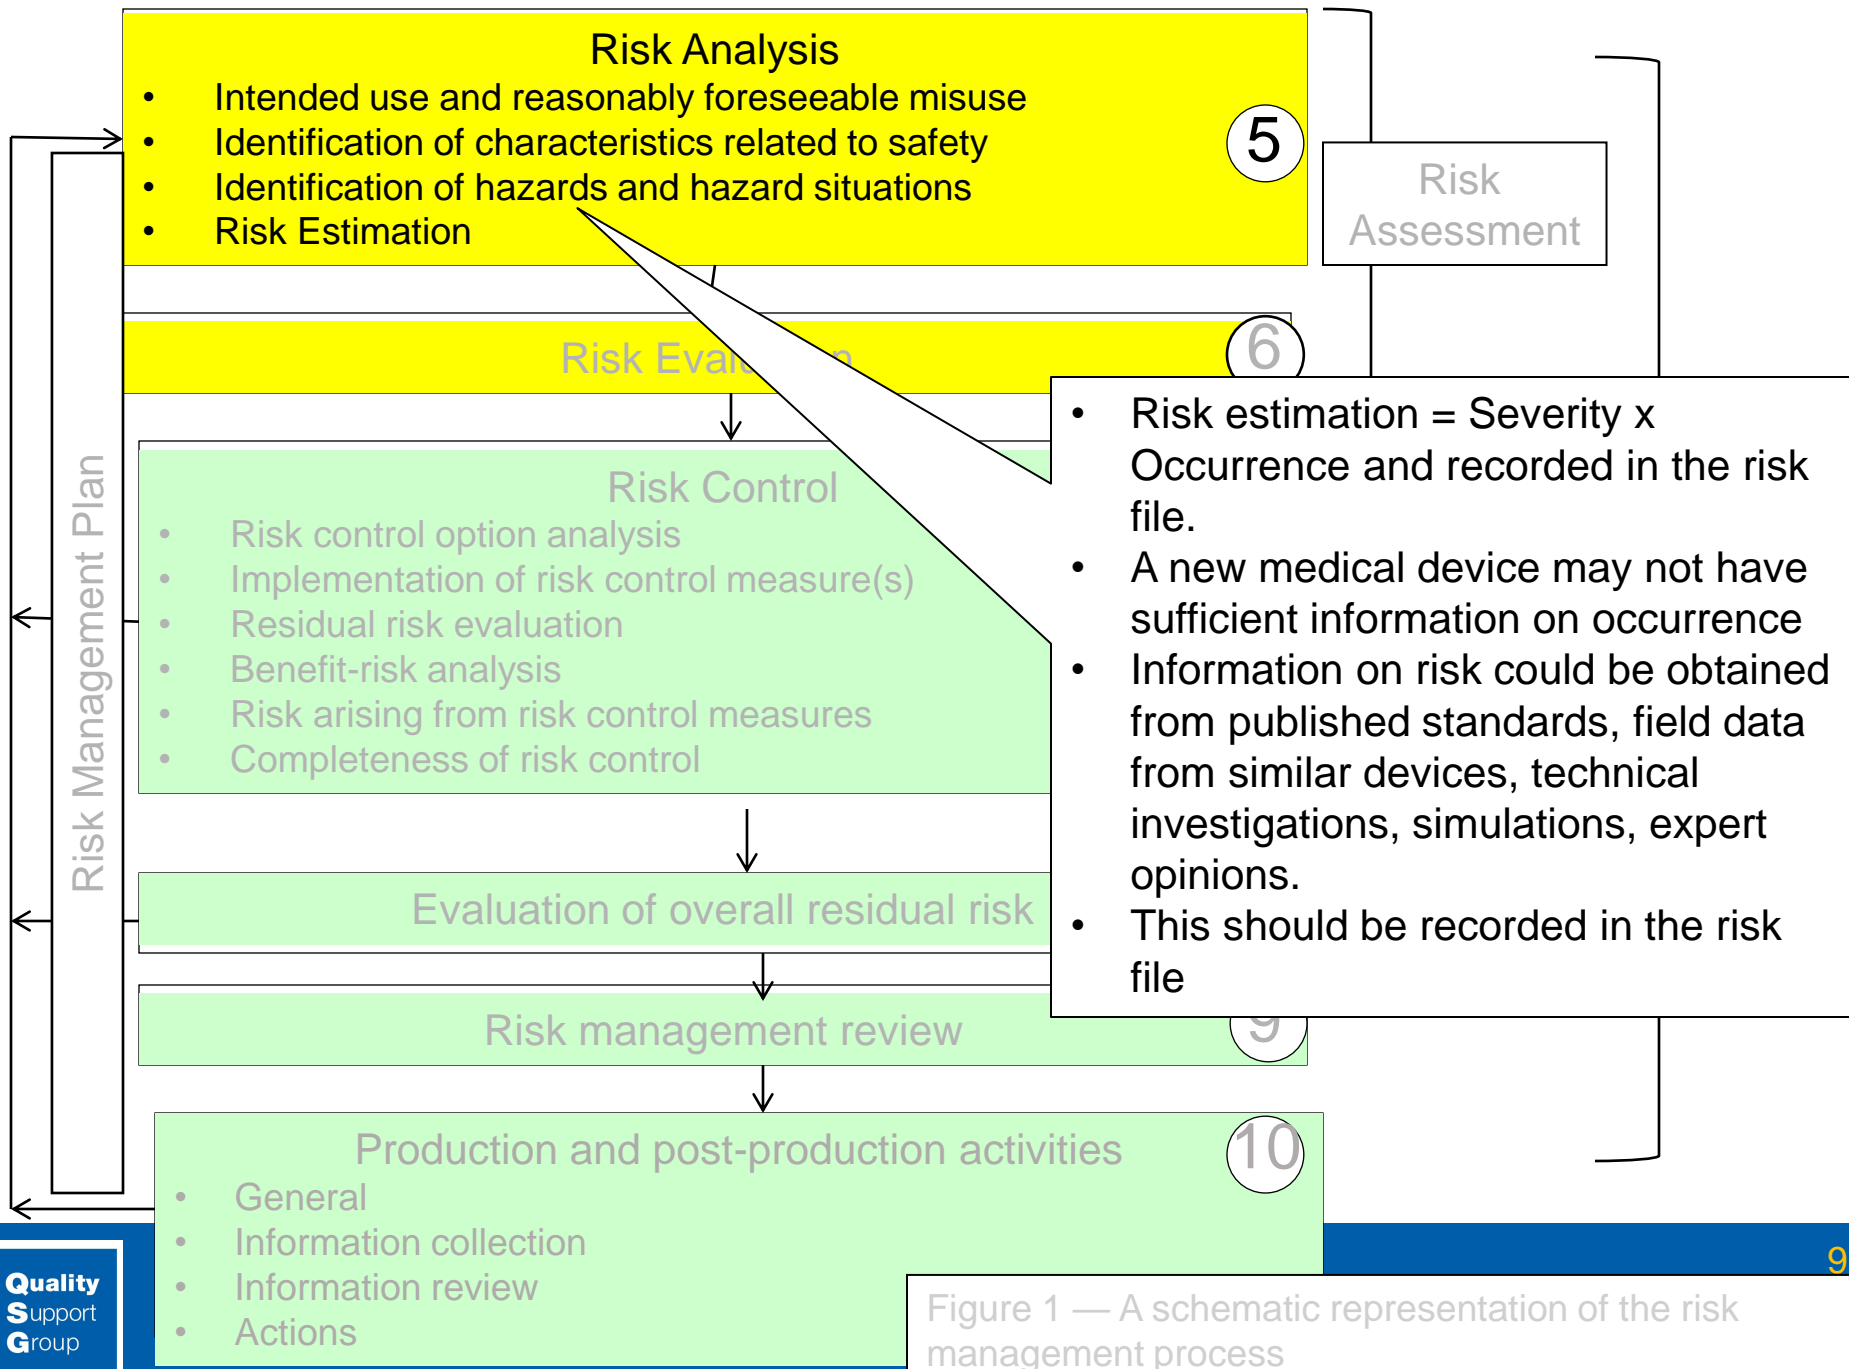 Risk Analysis
• Intended use and reasonably foreseeable misuse
• Identification of characteristics related to safety
• Identification of hazards and hazard situations
• Risk Estimation
5
Risk
Assessment
Risk Management Plan
Risk
6
• Risk estimation = Severity x
Occurrence and recorded in the risk
file.
• A new medical device may not have
sufficient information on occurrence
• Information on risk could be obtained
from published standards, field data
from similar devices, technical
investigations, simulations, expert
opinions.
• This should be recorded in the risk
file
Risk Control
• Risk control option analysis
• Implementation of risk control measure(s)
• Residual risk evaluation
• Benefit-risk analysis
• Risk arising from risk control measures
• Completeness of risk control
Evaluation of overall residual risk
Risk management review
9
Production and post-production activities
10
• General
• Information collection
• Information review
• Actions
Quality
Support
Group
9
Figure 1 — A schematic representation of the risk
management process